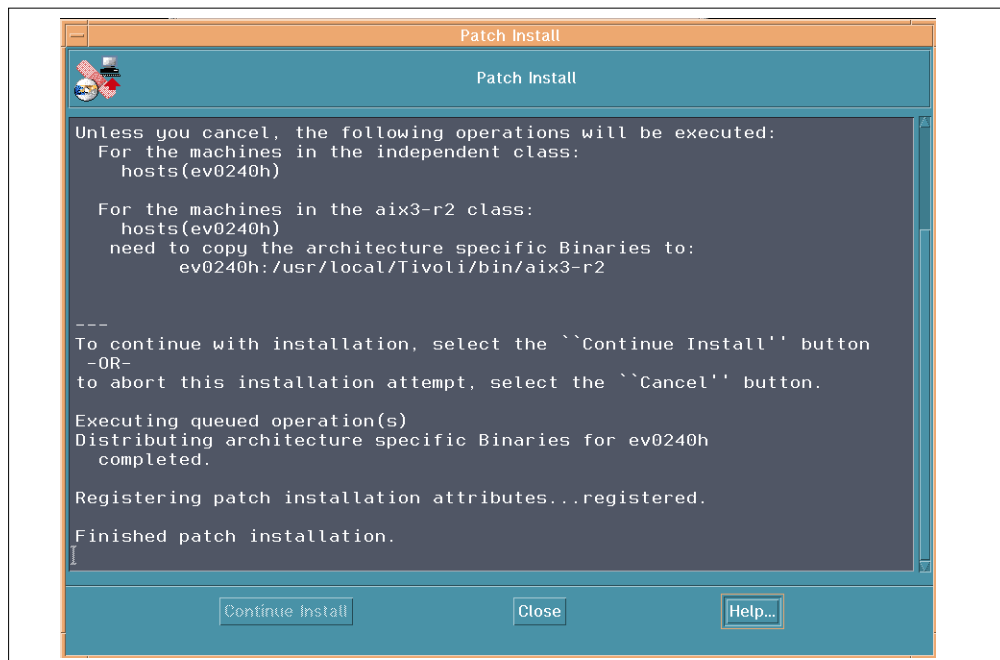 Patch Install
Patch Install
Unless you cancel, the following operations will be executed:
For the machines in the independent class:
hosts(ev0240h)
For the machines in the aix3-r2 class:
hosts(ev0240h)
need to copy the architecture specific Binaries to:
ev0240h:/usr/local/Tivoli/bin/aix3-r2
---
To continue with installation, select the ``Continue Install'' button
-OR-
to abort this installation attempt, select the ``Cancel'' button.
Executing queued operation(s)
Distributing architecture specific Binaries for ev0240h
completed.
Registering patch installation attributes...registered.
Finished patch installation.
Continue Install Close Help...